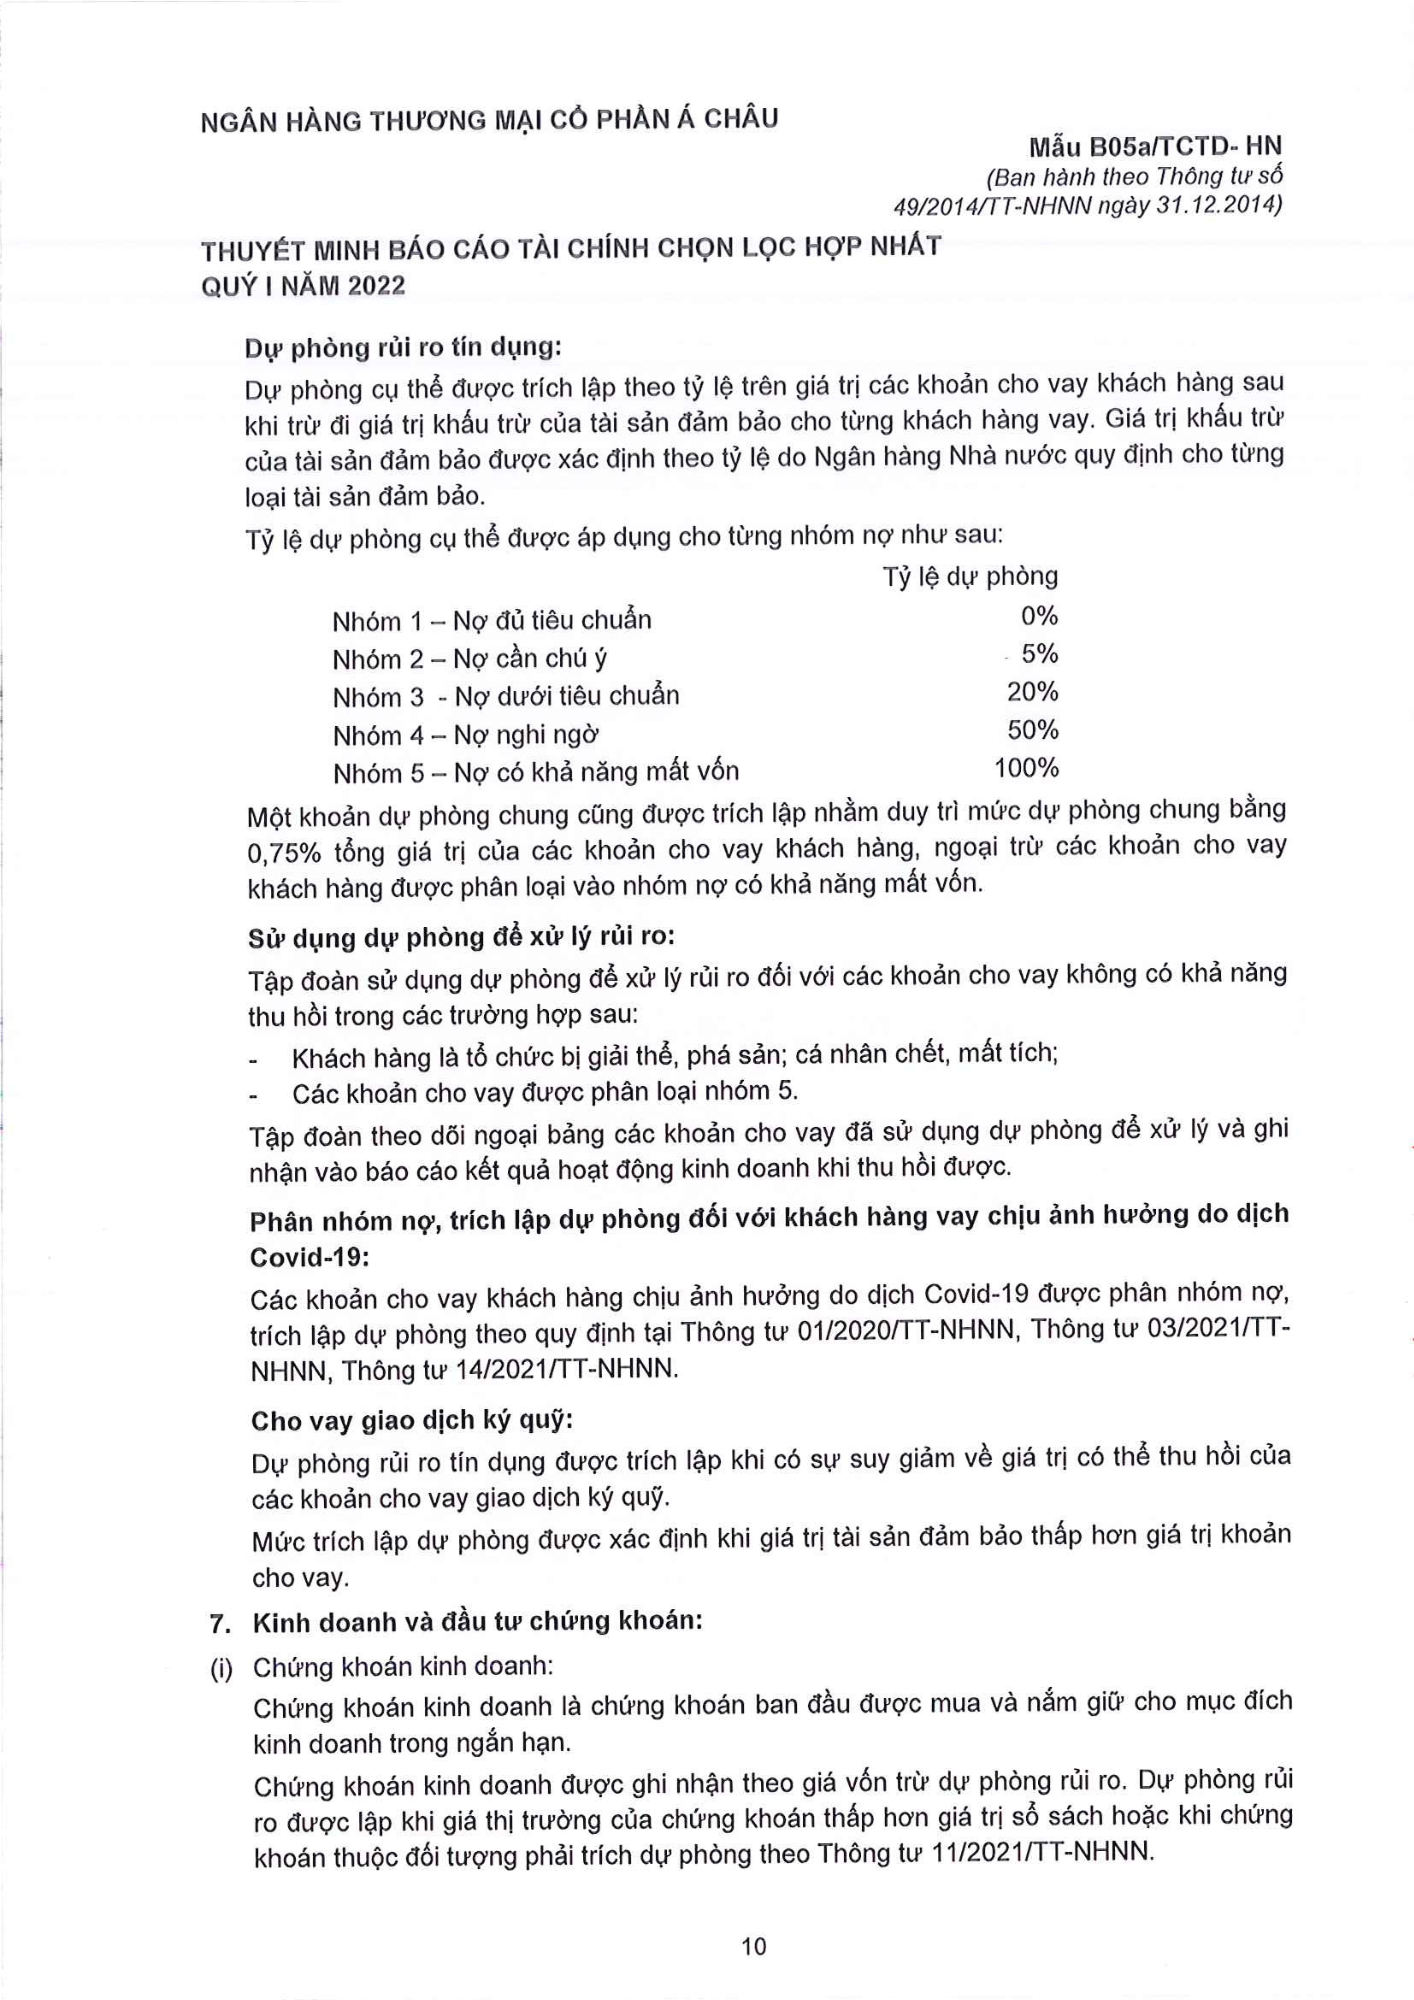 NGÂN HÀNG THƯƠNG MẠI CỔ PHẦN Á CHÂU
Mẫu B05a/TCTD- HN
(Ban hành theo Thông tư số
49/2014/TT-NHNN ngày 31.12.2014)
THUYẾT MINH BÁO CÁO TÀI CHÍNH CHỌN LỌC HỢP NHẤT
QUÝ I NĂM 2022
Dự phòng rủi ro tín dụng:
Dự phòng cụ thể được trích lập theo tỷ lệ trên giá trị các khoản cho vay khách hàng sau
khi trừ đi giá trị khấu trừ của tài sản đảm bảo cho từng khách hàng vay. Giá trị khấu trừ
của tài sản đảm bảo được xác định theo tỷ lệ do Ngân hàng Nhà nước quy định cho từng
loại tài sản đảm bảo.
Tỷ lệ dự phòng cụ thể được áp dụng cho từng nhóm nợ như sau:
Tỷ lệ dự phòng
Nhóm 1 – Nợ đủ tiêu chuẩn 0%
Nhóm 2 – Nợ cần chú ý 5%
Nhóm 3 - Nợ dưới tiêu chuẩn 20%
Nhóm 4 – Nợ nghi ngờ 50%
Nhóm 5 – Nợ có khả năng mất vốn 100%
Một khoản dự phòng chung cũng được trích lập nhằm duy trì mức dự phòng chung bằng
0,75% tổng giá trị của các khoản cho vay khách hàng, ngoại trừ các khoản cho vay
khách hàng được phân loại vào nhóm nợ có khả năng mất vốn.
Sử dụng dự phòng để xử lý rủi ro:
Tập đoàn sử dụng dự phòng để xử lý rủi ro đối với các khoản cho vay không có khả năng
thu hồi trong các trường hợp sau:
- Khách hàng là tổ chức bị giải thể, phá sản; cá nhân chết, mất tích;
- Các khoản cho vay được phân loại nhóm 5.
Tập đoàn theo dõi ngoại bảng các khoản cho vay đã sử dụng dự phòng để xử lý và ghi
nhận vào báo cáo kết quả hoạt động kinh doanh khi thu hồi được.
Phân nhóm nợ, trích lập dự phòng đối với khách hàng vay chịu ảnh hưởng do dịch
Covid-19:
Các khoản cho vay khách hàng chịu ảnh hưởng do dịch Covid-19 được phân nhóm nợ,
trích lập dự phòng theo quy định tại Thông tư 01/2020/TT-NHNN, Thông tư 03/2021/TT-
NHNN, Thông tư 14/2021/TT-NHNN.
Cho vay giao dịch ký quỹ:
Dự phòng rủi ro tín dụng được trích lập khi có sự suy giảm về giá trị có thể thu hồi của
các khoản cho vay giao dịch ký quỹ.
Mức trích lập dự phòng được xác định khi giá trị tài sản đảm bảo thấp hơn giá trị khoản
cho vay.
7. Kinh doanh và đầu tư chứng khoán:
(i) Chứng khoán kinh doanh:
Chứng khoán kinh doanh là chứng khoán ban đầu được mua và nắm giữ cho mục đích
kinh doanh trong ngắn hạn.
Chứng khoán kinh doanh được ghi nhận theo giá vốn trừ dự phòng rủi ro. Dự phòng rủi
ro được lập khi giá thị trường của chứng khoán thấp hơn giá trị sổ sách hoặc khi chứng
khoán thuộc đối tượng phải trích dự phòng theo Thông tư 11/2021/TT-NHNN.
10